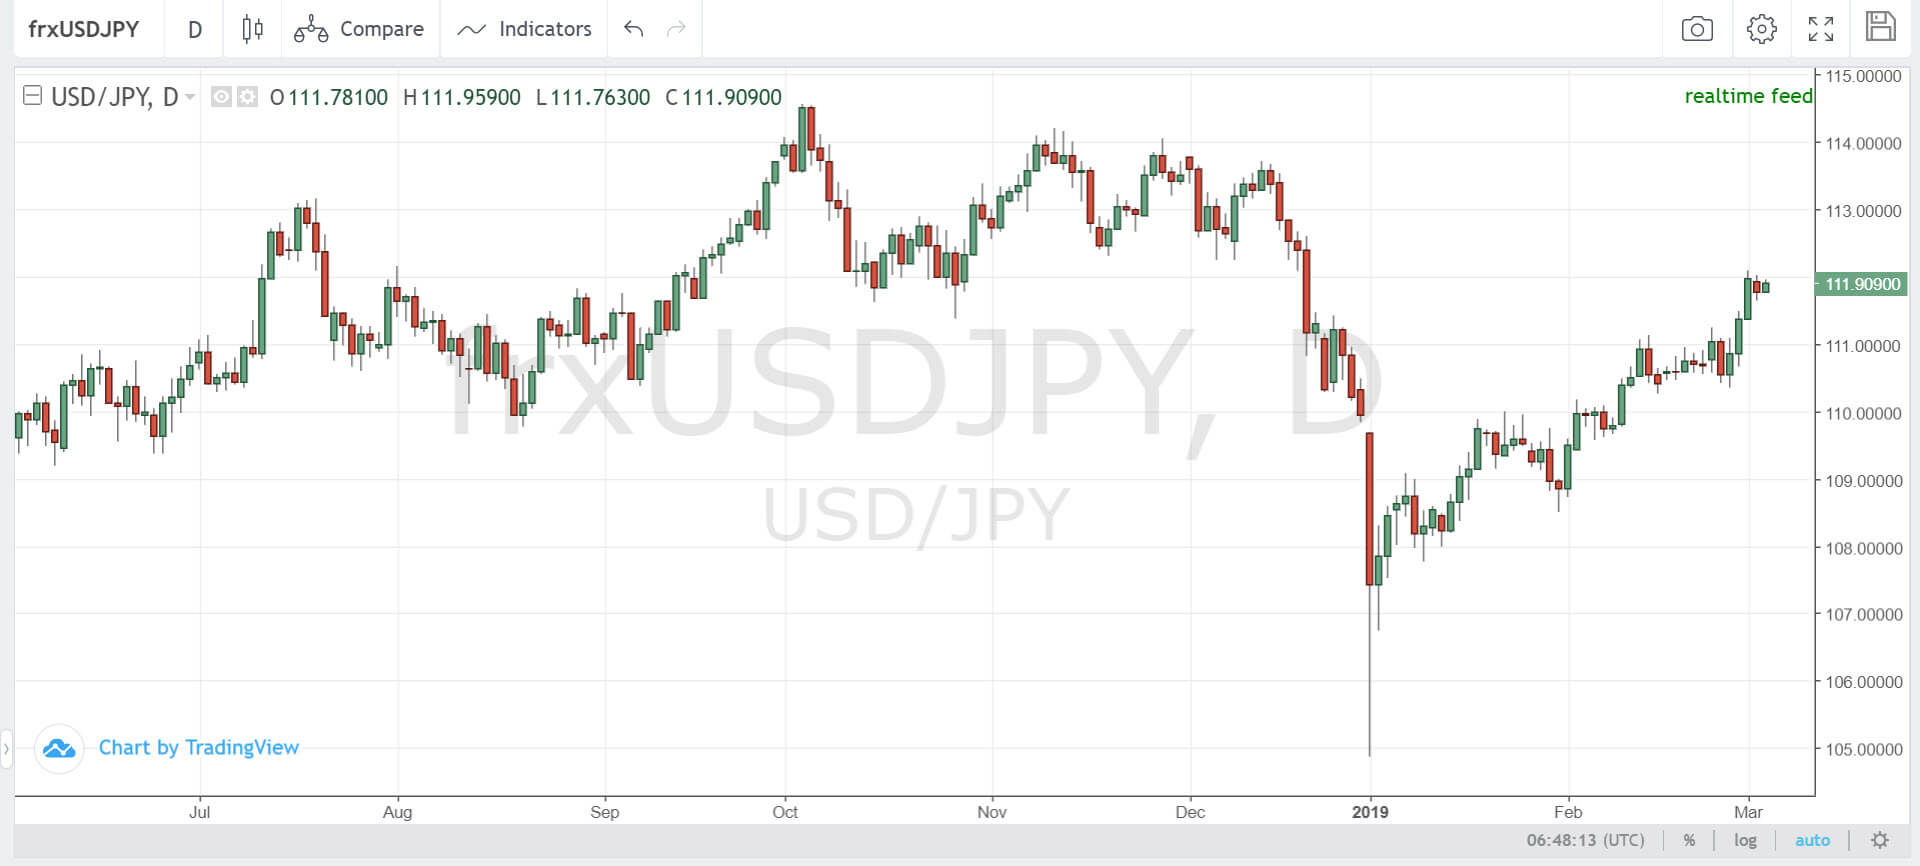 frxUSDJPY D Compare Indicators
USD/JPY, D O 111.78100 H 111.95900 L 111.76300 C 111.90900
realtime feed
115.00000
114.00000
113.00000
111.90900
111.00000
110.00000
109.00000
108.00000
107.00000
106.00000
105.00000
frxUSDJPY, D
USD/JPY
Chart by TradingView
Jul Aug Sep Oct Nov Dec 2019 Feb Mar
06:48:13 (UTC) % log auto